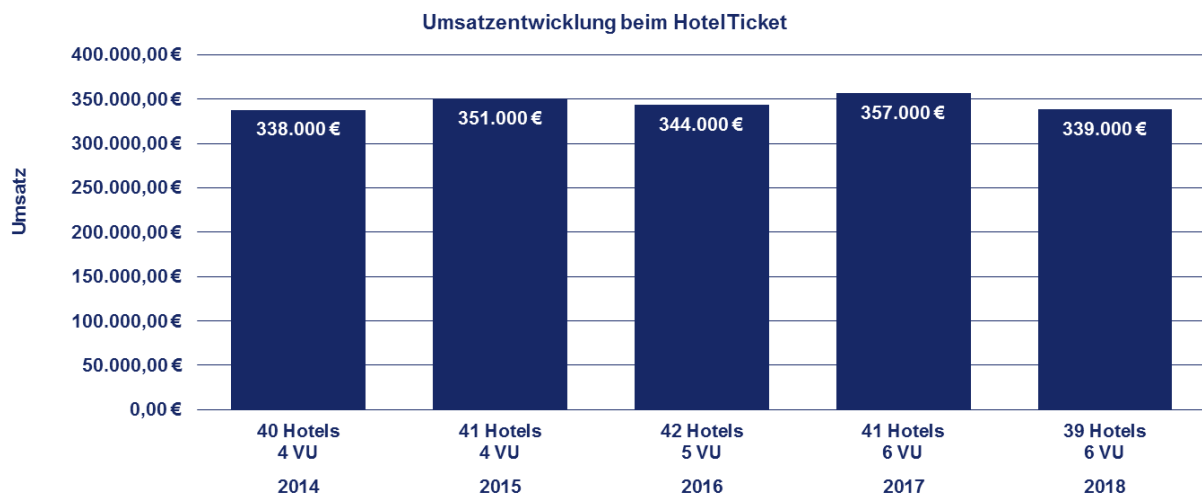 Umsatzentwicklung beim HotelTicket
400.000,00 €
350.000,00 €
300.000,00 €
250.000,00 €
200.000,00 €
150.000,00 €
100.000,00 €
50.000,00 €
0,00 €
Umsatz
338.000 €
351.000 €
344.000 €
357.000 €
339.000 €
40 Hotels
4 VU
2014
41 Hotels
4 VU
2015
42 Hotels
5 VU
2016
41 Hotels
6 VU
2017
39 Hotels
6 VU
2018